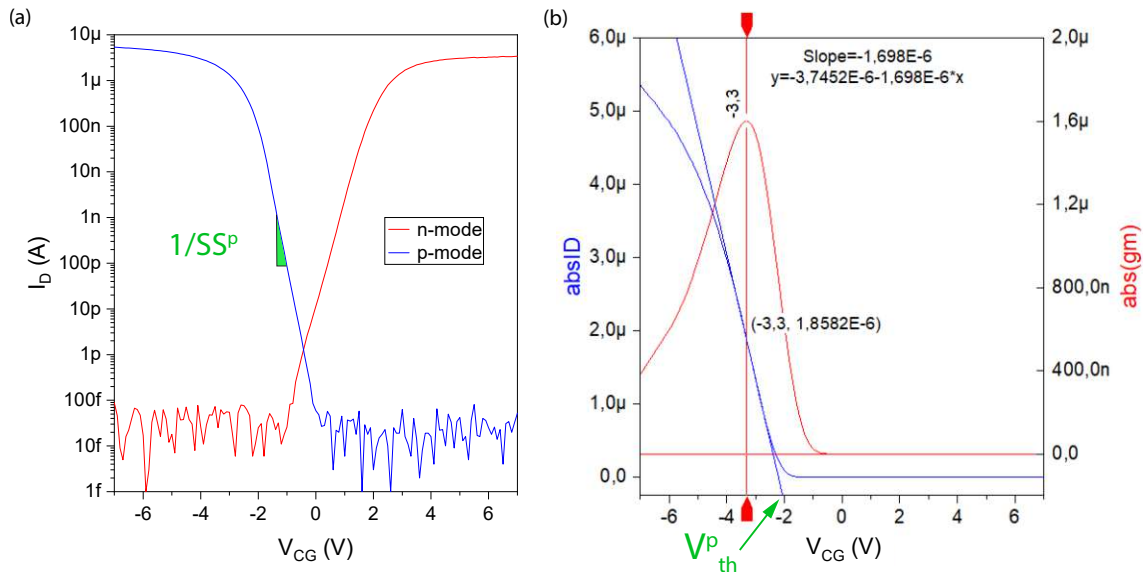 (a)
10µ
1µ
100n
10n
1n
100p
10p
1p
100f
10f
1f
I_D (A)
1/SS^p
n-mode
p-mode
-6
-4
-2
0
2
4
6
V_CG (V)
(b)
6,0µ
5,0µ
4,0µ
3,0µ
2,0µ
1,0µ
0,0
absID
Slope=-1,698E-6
y=-3,7452E-6-1,698E-6*x
-3,3
(-3,3, 1,8582E-6)
2,0µ
1,6µ
1,2µ
800,0n
400,0n
0,0
abs(gm)
-6
-4
-2
0
2
4
6
V_CG (V)
V^p_th